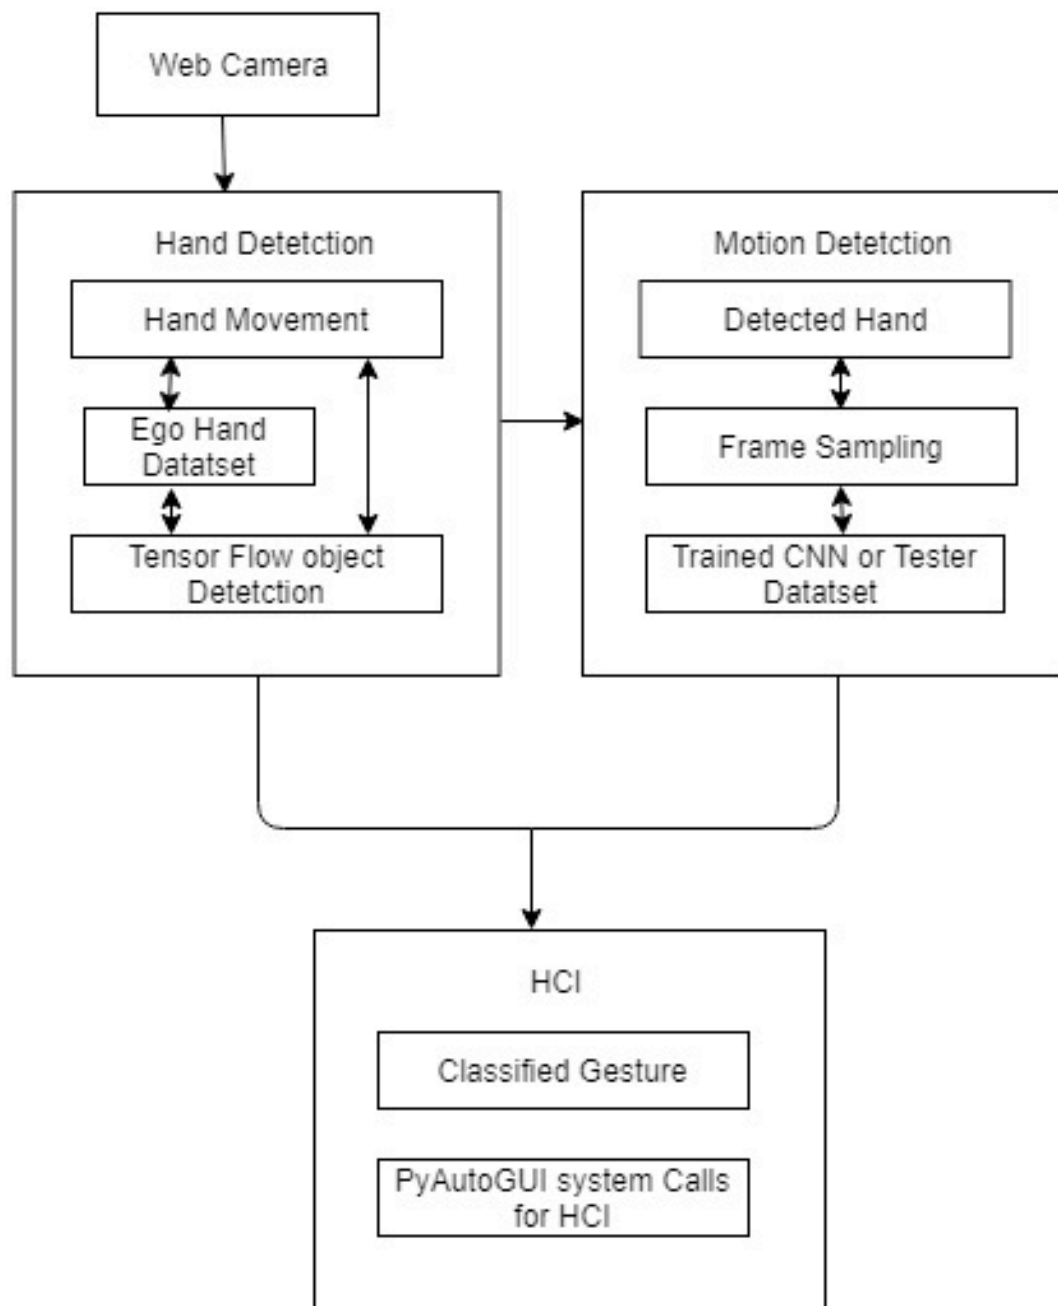 Web Camera
Hand Detetction
Hand Movement
Ego Hand
Datatset
Tensor Flow object
Detetction
Motion Detetction
Detected Hand
Frame Sampling
Trained CNN or Tester
Datatset
HCI
Classified Gesture
PyAutoGUI system Calls
for HCI